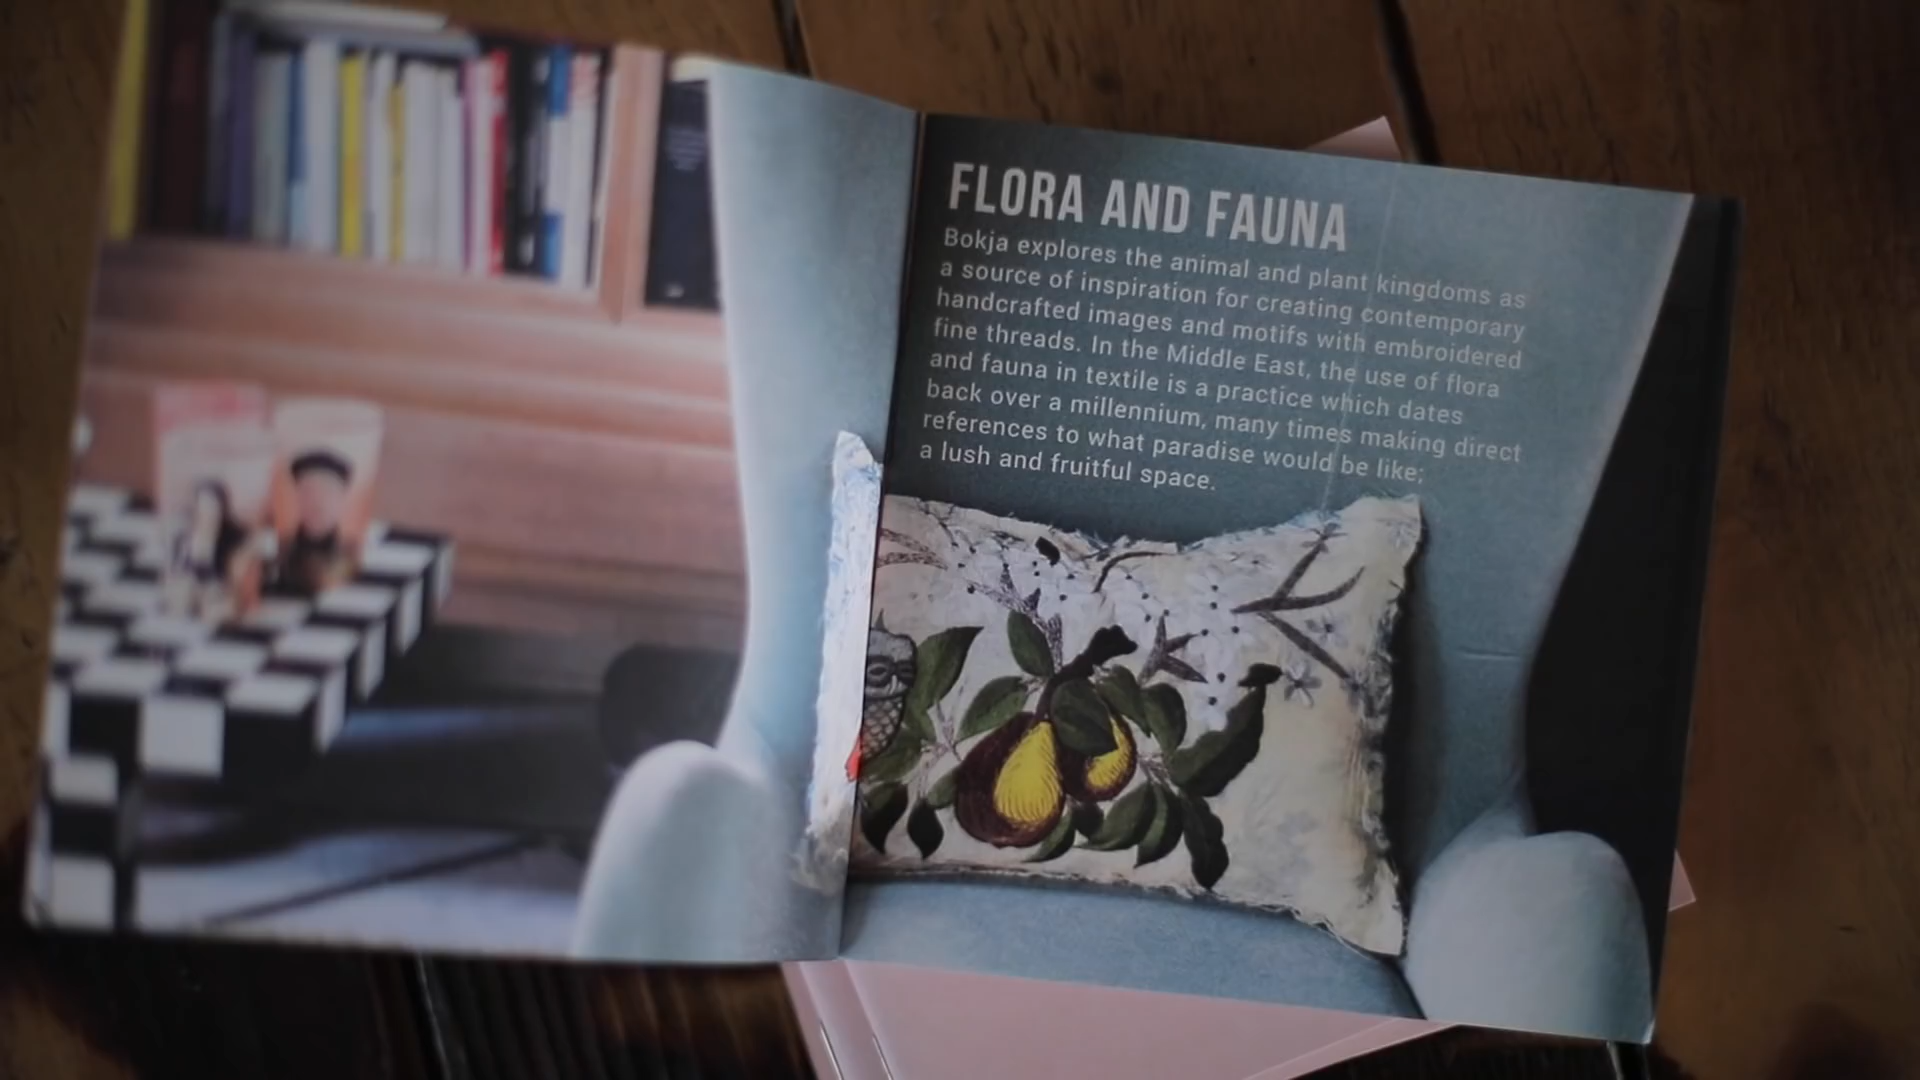 FLORA AND FAUNA
Bokja explores the animal and plant kingdoms as
a source of inspiration for creating contemporary
handcrafted images and motifs with embroidered
fine threads. In the Middle East, the use of flora
and fauna in textile is a practice which dates
back over a millennium, many times making direct
references to what paradise would be like;
a lush and fruitful space.